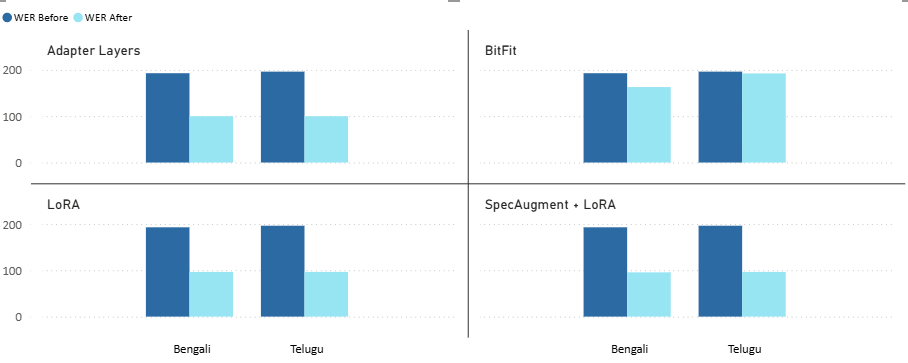 WER Before WER After
Adapter Layers
BitFit
200
100
0
LoRA
SpecAugment + LoRA
200
100
0
Bengali Telugu Bengali Telugu